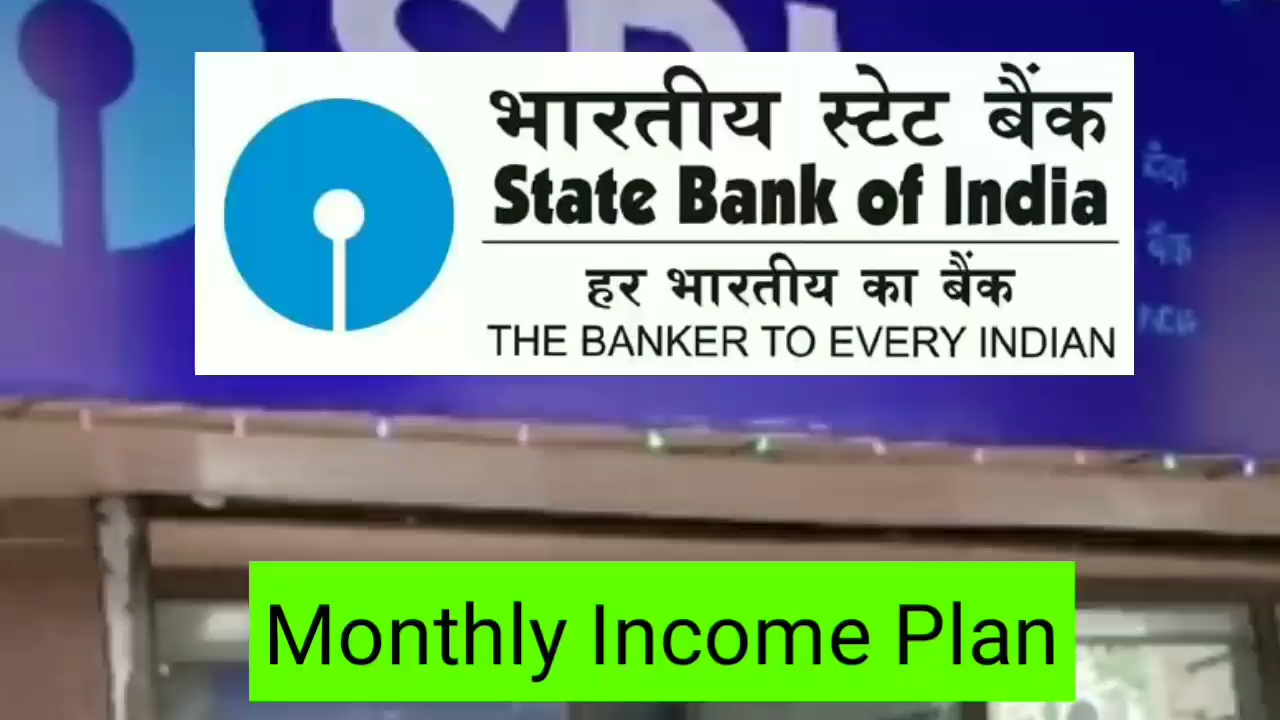 भारतीय स्टेट बैंक
State Bank of India
हर भारतीय का बैंक
THE BANKER TO EVERY INDIAN
बैंक
बैंक
Monthly Income Plan